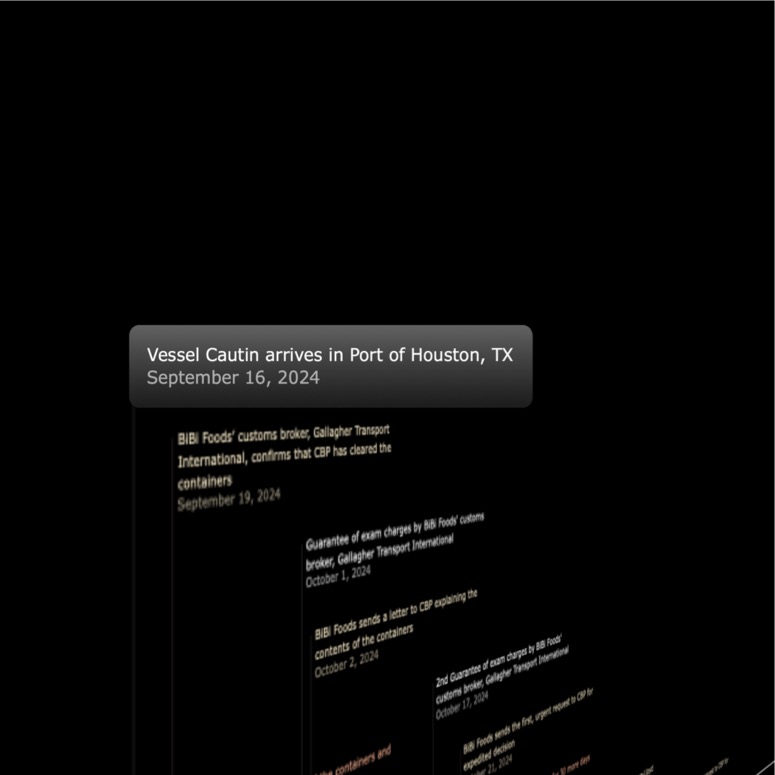 Vessel Cautin arrives in Port of Houston, TX
September 16, 2024
BiBi Foods' customs broker, Gallagher Transport
International, confirms that CBP has cleared the
containers
September 19, 2024
Guarantee of exam charges by BiBi Foods' customs
broker, Gallagher Transport International
October 1, 2024
BiBi Foods sends a letter to CBP explaining the
contents of the containers
October 2, 2024
2nd Guarantee of exam charges by BiBi Foods'
customs broker, Gallagher Transport International
October 17, 2024
BiBi Foods sends the first, urgent request to CBP for
expedited decision
21, 2024
the containers and
30 more days